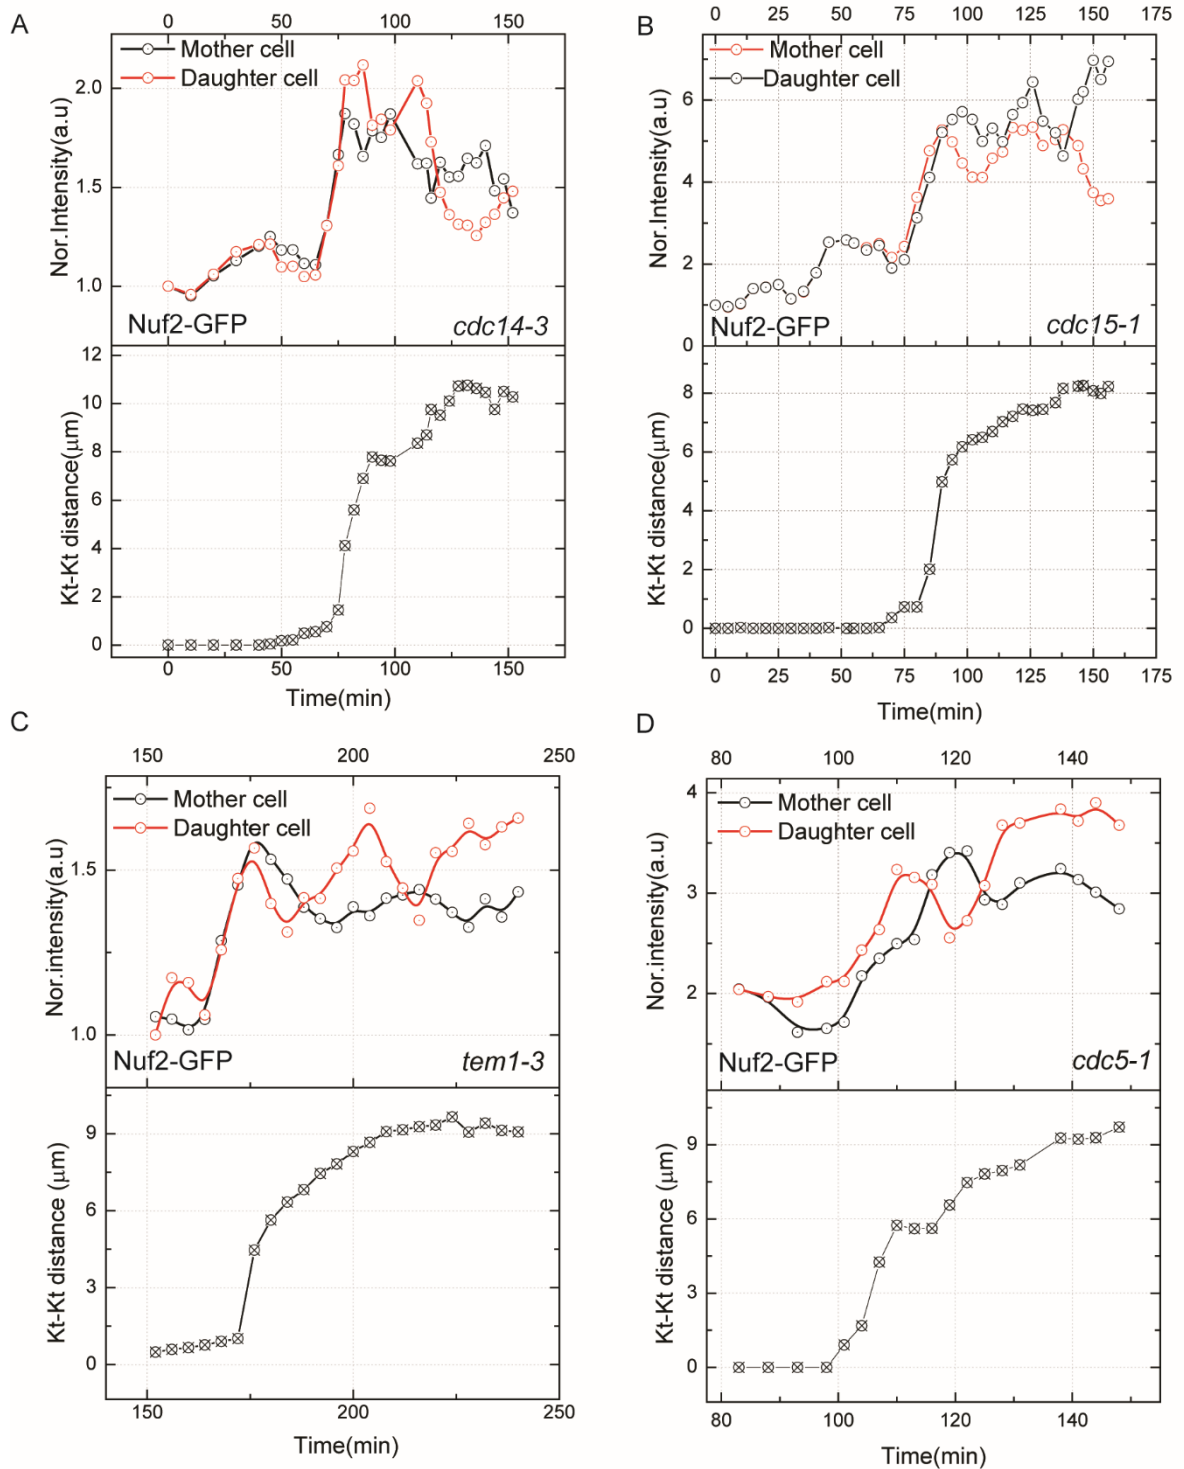 A
0 50 100 150
Mother cell
Daughter cell
2.0
1.5
1.0
Nor.Intensity(a.u)
Nuf2-GFP cdc14-3
12
10
8
6
4
2
0
Kt-Kt distance(μm)
0 50 100 150
Time(min)
B
0 25 50 75 100 125 150 175
Mother cell
Daughter cell
6
4
2
0
Nor.Intensity(a.u)
Nuf2-GFP cdc15-1
8
6
4
2
0
Kt-Kt distance(μm)
0 25 50 75 100 125 150 175
Time(min)
C
150 200 250
Mother cell
Daughter cell
1.5
1.0
Nor.intensity(a.u)
Nuf2-GFP tem1-3
9
6
3
0
Kt-Kt distance (μm)
150 200 250
Time(min)
D
80 100 120 140
Mother cell
Daughter cell
4
3
2
Nor.intensity(a.u)
Nuf2-GFP cdc5-1
9
6
3
0
Kt-Kt distance (μm)
80 100 120 140
Time(min)